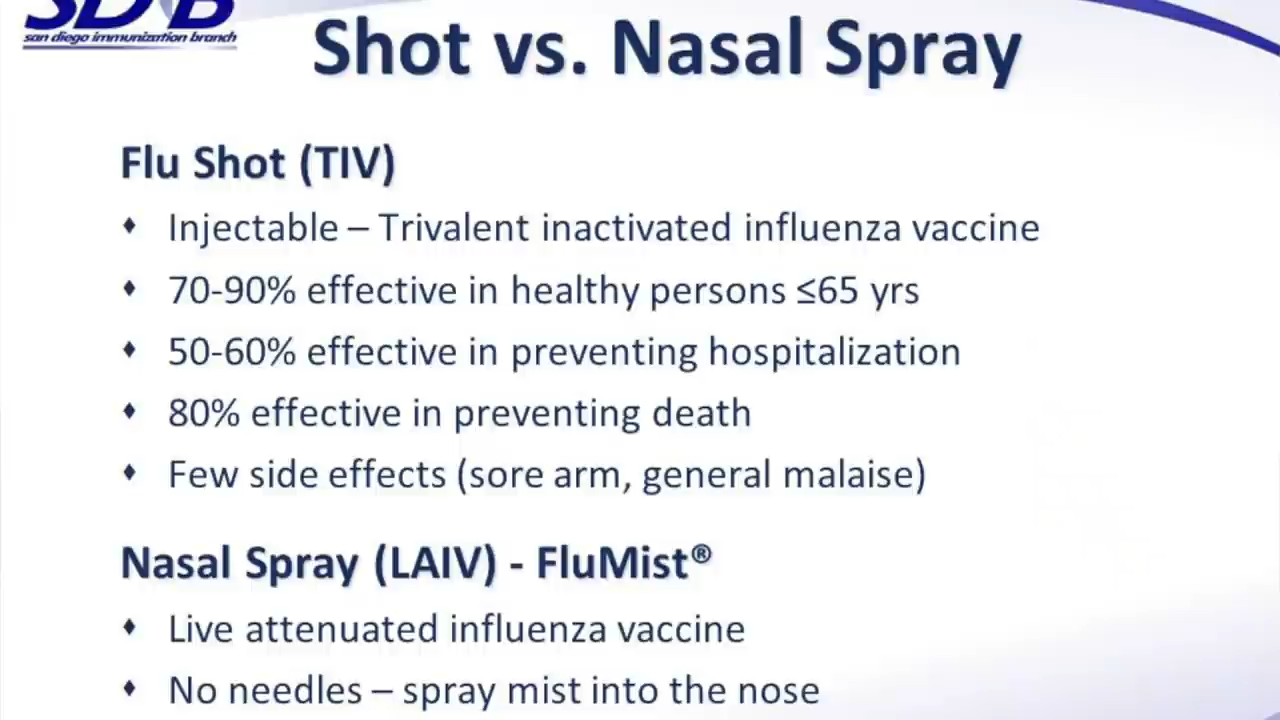 SDIB
san diego immunization branch
Shot vs. Nasal Spray
Flu Shot (TIV)
♦ Injectable – Trivalent inactivated influenza vaccine
♦ 70-90% effective in healthy persons ≤65 yrs
♦ 50-60% effective in preventing hospitalization
♦ 80% effective in preventing death
♦ Few side effects (sore arm, general malaise)
Nasal Spray (LAIV) - FluMist®
♦ Live attenuated influenza vaccine
♦ No needles – spray mist into the nose